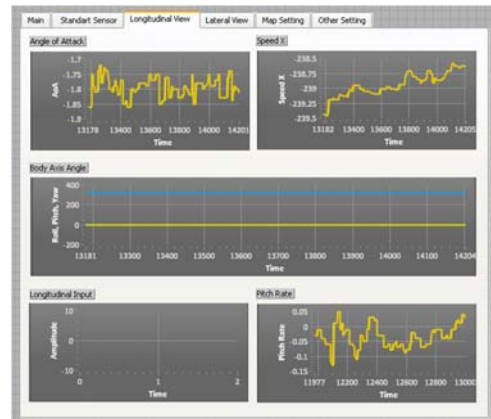 Main Standart Sensor Longitudinal View Lateral View Map Setting Other Setting
Angle of Attack
AoA
-1.7
-1.75
-1.8
-1.85
-1.9
13178 13400 13600 13800 14000 14201
Time
Speed X
Speed X
-238.5
-238.75
-239
-239.25
-239.5
13182 13400 13600 13800 14000 14205
Time
Body Axis Angle
Roll, Pitch, Yaw
400
200
0
-200
13181 13300 13400 13500 13600 13700 13800 13900 14000 14100 14204
Time
Longitudinal Input
Amplitude
10
0
-10
0 1 2
Time
Pitch Rate
Pitch Rate
0.05
0
-0.05
-0.1
-0.15
11977 12200 12400 12600 12800 13000
Time